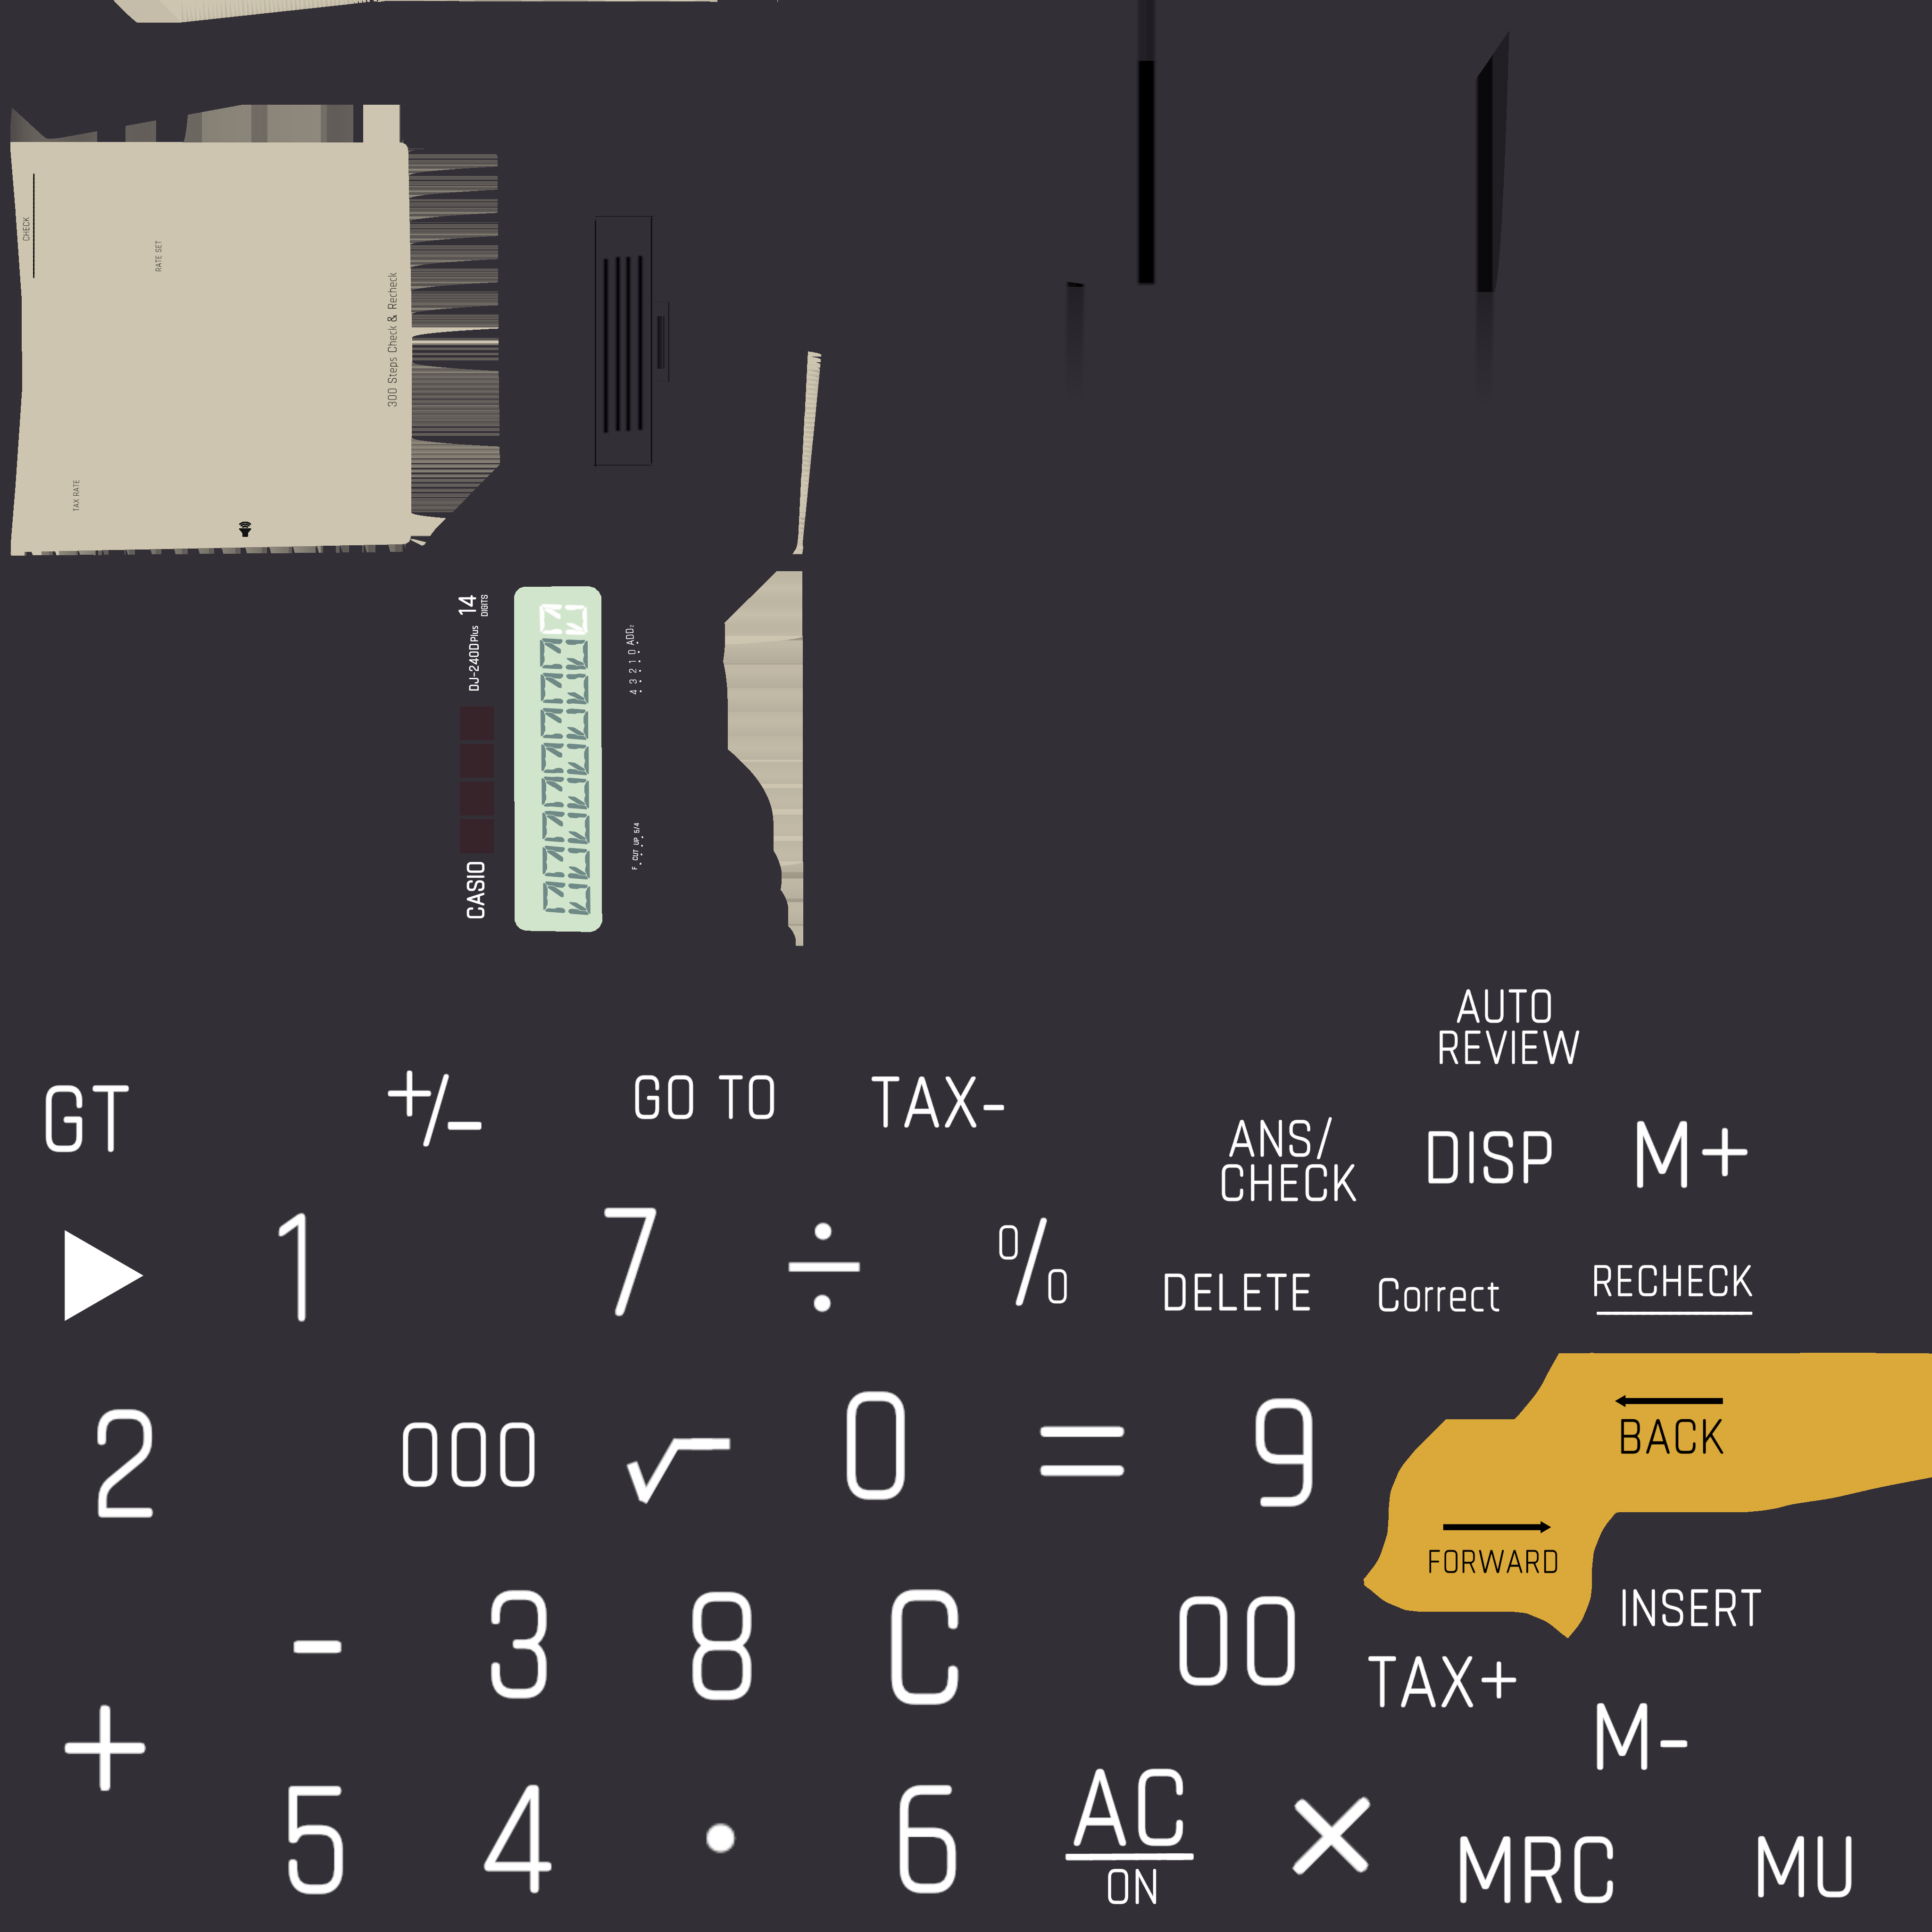 CHECK
RATE SET
TAX RATE
300 Steps Check & Recheck
CASIO
DJ-240D Plus
14
DIGITS
F CUT UP 5/4
4 3 2 1 0 ADD₂
AUTO
REVIEW
GT
+/-
GO TO
TAX-
ANS/
CHECK
DISP
M+
1
7
÷
%
DELETE
Correct
RECHECK
2
000
√
0
=
9
BACK
FORWARD
-
3
8
C
00
INSERT
TAX+
+
M-
5
4
.
6
AC
ON
×
MRC
MU